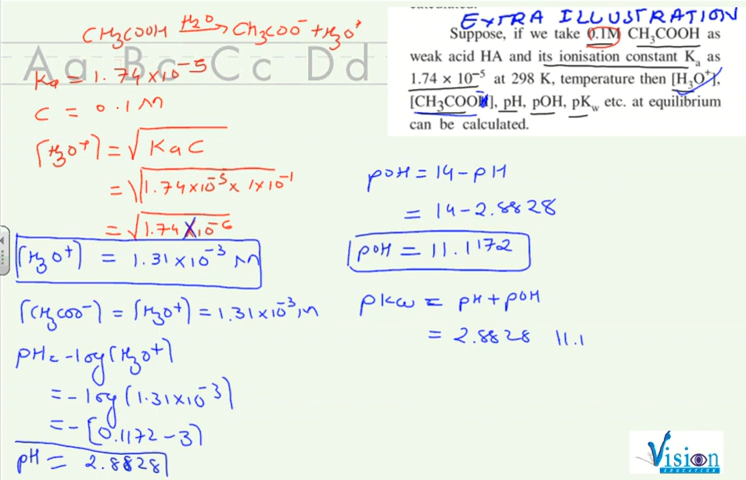 EXTRA ILLUSTRATION
Suppose, if we take 0.1M CH₃COOH as
weak acid HA and its ionisation constant Kₐ as
1.74 × 10⁻⁵ at 298 K, temperature then [H₃O⁺],
[CH₃COO⁻], pH, pOH, pKw etc. at equilibrium
can be calculated.
CH3COOH H2O→ CH3COO⁻ + H3O⁺
Aa Bb Cc Dd
Ka = 1.74×10⁻⁵
C = 0.1 M
[H3O⁺] = √KaC
= √1.74×10⁻⁵ × 1×10⁻¹
= √1.74×10⁻⁶
[H3O⁺] = 1.31×10⁻³ M
[CH3COO⁻] = [H3O⁺] = 1.31×10⁻³ M
pH = -log[H3O⁺]
= -log(1.31×10⁻³)
= -[0.1172-3)
pH = 2.8828
pOH = 14-pH
= 14-2.8828
pOH = 11.1172
pKw = pH+pOH
= 2.8828 11.1
Vision
EDUCATION